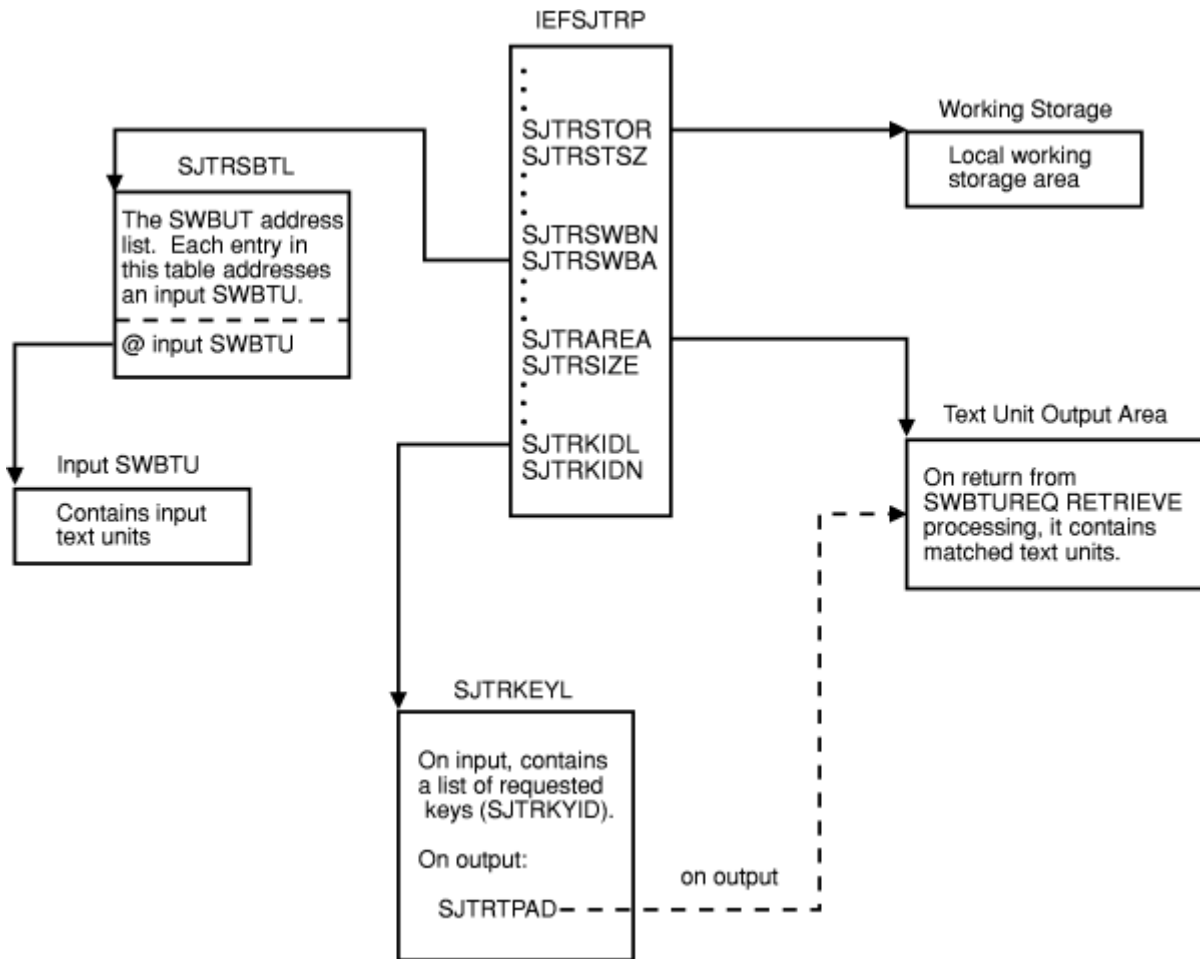 IEFSJTRP
SJTRSTOR
SJTRSTSZ
SJTRSWBN
SJTRSWBA
SJTRAREA
SJTRSIZE
SJTRKIDL
SJTRKIDN
Working Storage
Local working
storage area
SJTRSBTL
The SWBUT address
list. Each entry in
this table addresses
an input SWBTU.
@ input SWBTU
Input SWBTU
Contains input
text units
Text Unit Output Area
On return from
SWBTUREQ RETRIEVE
processing, it contains
matched text units.
SJTRKEYL
On input, contains
a list of requested
keys (SJTRKYID).
On output:
SJTRTPAD
on output